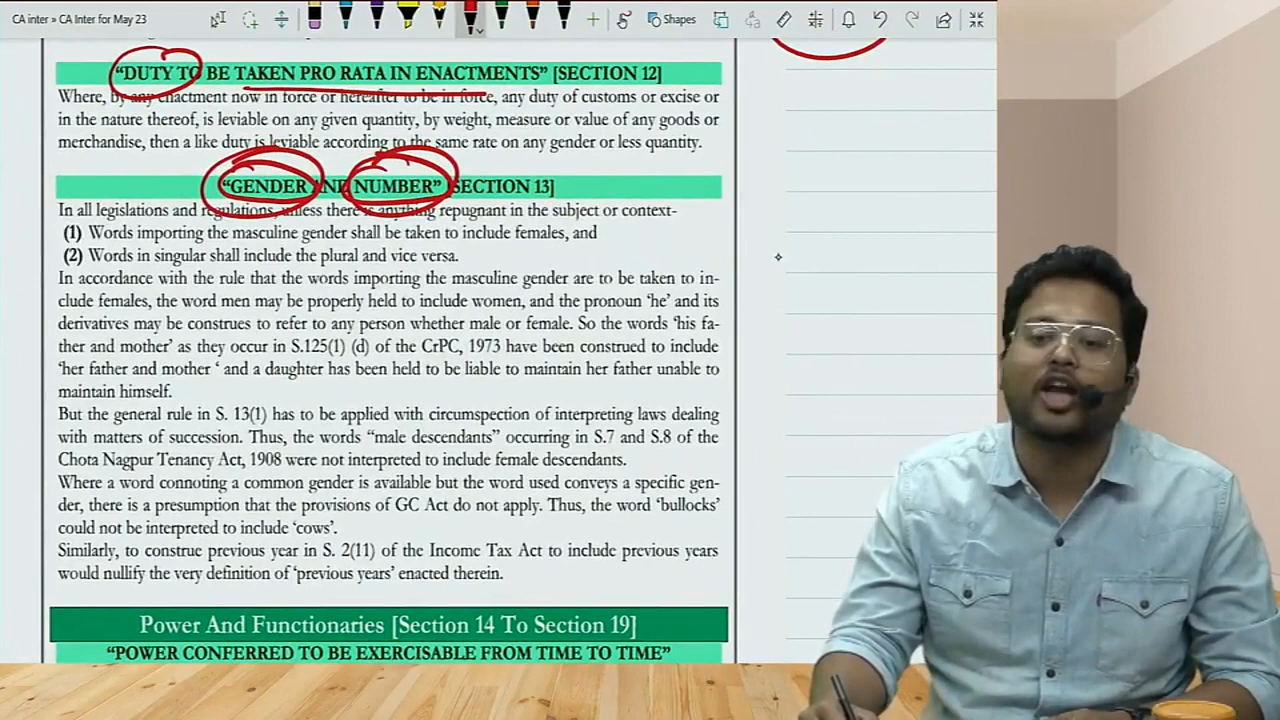 CA inter » CA Inter for May 23
Shapes
“DUTY TO BE TAKEN PRO RATA IN ENACTMENTS” [SECTION 12]
Where, by any enactment now in force or hereafter to be in force, any duty of customs or excise or
in the nature thereof, is leviable on any given quantity, by weight, measure or value of any goods or
merchandise, then a like duty is leviable according to the same rate on any gender or less quantity.
“GENDER AND NUMBER” [SECTION 13]
In all legislations and regulations, unless there is anything repugnant in the subject or context-
(1) Words importing the masculine gender shall be taken to include females, and
(2) Words in singular shall include the plural and vice versa.
In accordance with the rule that the words importing the masculine gender are to be taken to in-
clude females, the word men may be properly held to include women, and the pronoun ‘he’ and its
derivatives may be construes to refer to any person whether male or female. So the words ‘his fa-
ther and mother’ as they occur in S.125(1) (d) of the CrPC, 1973 have been construed to include
‘her father and mother ‘ and a daughter has been held to be liable to maintain her father unable to
maintain himself.
But the general rule in S. 13(1) has to be applied with circumspection of interpreting laws dealing
with matters of succession. Thus, the words “male descendants” occurring in S.7 and S.8 of the
Chota Nagpur Tenancy Act, 1908 were not interpreted to include female descendants.
Where a word connoting a common gender is available but the word used conveys a specific gen-
der, there is a presumption that the provisions of GC Act do not apply. Thus, the word ‘bullocks’
could not be interpreted to include ‘cows’.
Similarly, to construe previous year in S. 2(11) of the Income Tax Act to include previous years
would nullify the very definition of ‘previous years’ enacted therein.
Power And Functionaries [Section 14 To Section 19]
“POWER CONFERRED TO BE EXERCISABLE FROM TIME TO TIME”